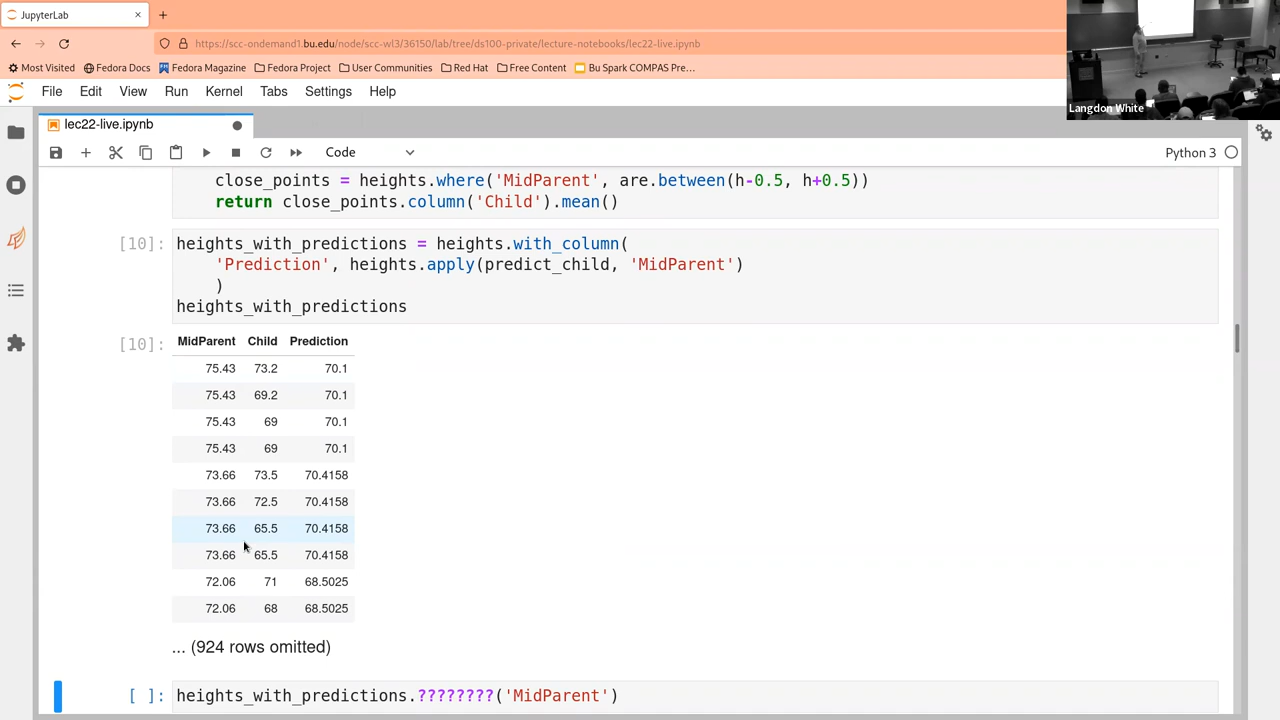 JupyterLab
https://scc-ondemand1.bu.edu/node/scc-wl3/36150/lab/tree/ds100-private/lecture-notebooks/lec22-live.ipynb
Most Visited Fedora Docs Fedora Magazine Fedora Project User Communities Red Hat Free Content Bu Spark COMPAS Pre...
Langdon White
File Edit View Run Kernel Tabs Settings Help
lec22-live.ipynb
Code
Python 3
close_points = heights.where('MidParent', are.between(h-0.5, h+0.5))
return close_points.column('Child').mean()
[10]: heights_with_predictions = heights.with_column(
'Prediction', heights.apply(predict_child, 'MidParent')
)
heights_with_predictions
[10]: MidParent Child Prediction
75.43 73.2 70.1
75.43 69.2 70.1
75.43 69 70.1
75.43 69 70.1
73.66 73.5 70.4158
73.66 72.5 70.4158
73.66 65.5 70.4158
73.66 65.5 70.4158
72.06 71 68.5025
72.06 68 68.5025
... (924 rows omitted)
[ ]: heights_with_predictions.????????('MidParent')